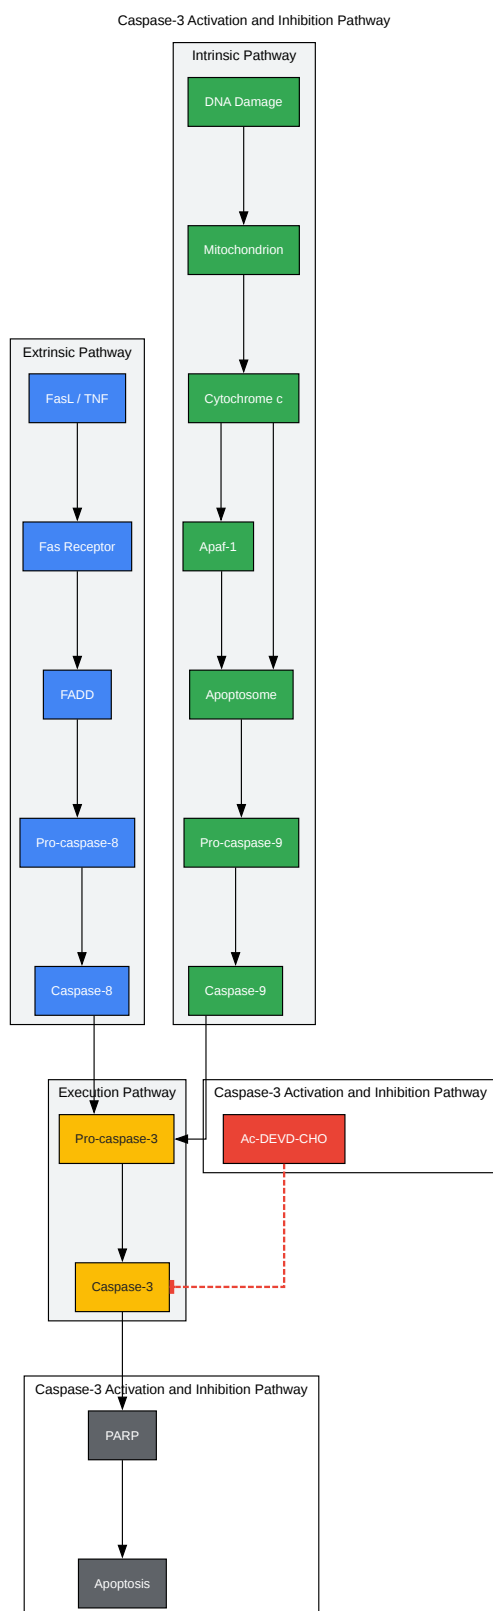 Caspase-3 Activation and Inhibition Pathway
Intrinsic Pathway
DNA Damage
Mitochondrion
Cytochrome c
Apaf-1
Apoptosome
Pro-caspase-9
Caspase-9
Extrinsic Pathway
FasL / TNF
Fas Receptor
FADD
Pro-caspase-8
Caspase-8
Execution Pathway
Pro-caspase-3
Caspase-3
Caspase-3 Activation and Inhibition Pathway
Ac-DEVD-CHO
Caspase-3 Activation and Inhibition Pathway
PARP
Apoptosis